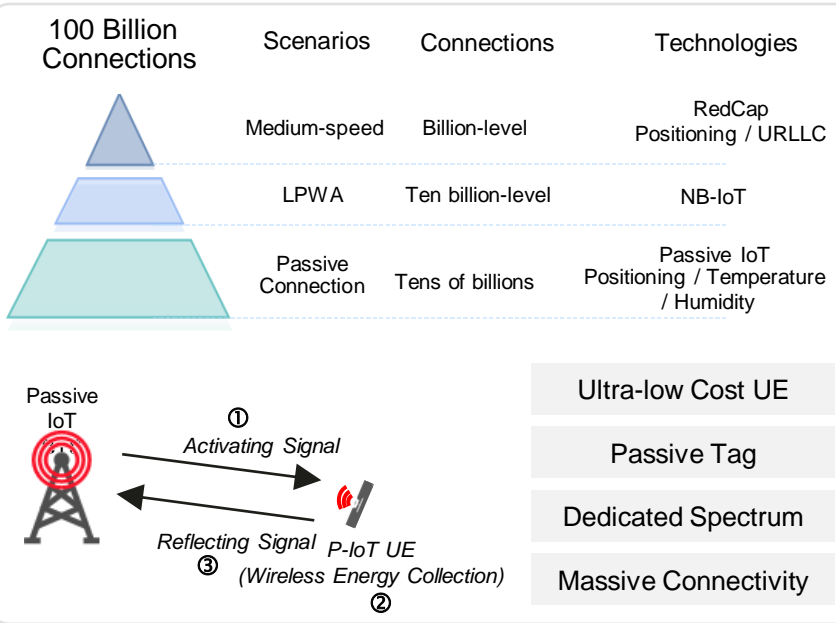 100 Billion
Connections
Scenarios
Connections
Technologies
Medium-speed
Billion-level
RedCap
Positioning / URLLC
LPWA
Ten billion-level
NB-IoT
Passive
Connection
Tens of billions
Passive IoT
Positioning / Temperature
/ Humidity
Passive
IoT
①
Activating Signal
Reflecting Signal
③
P-IoT UE
(Wireless Energy Collection)
②
Ultra-low Cost UE
Passive Tag
Dedicated Spectrum
Massive Connectivity